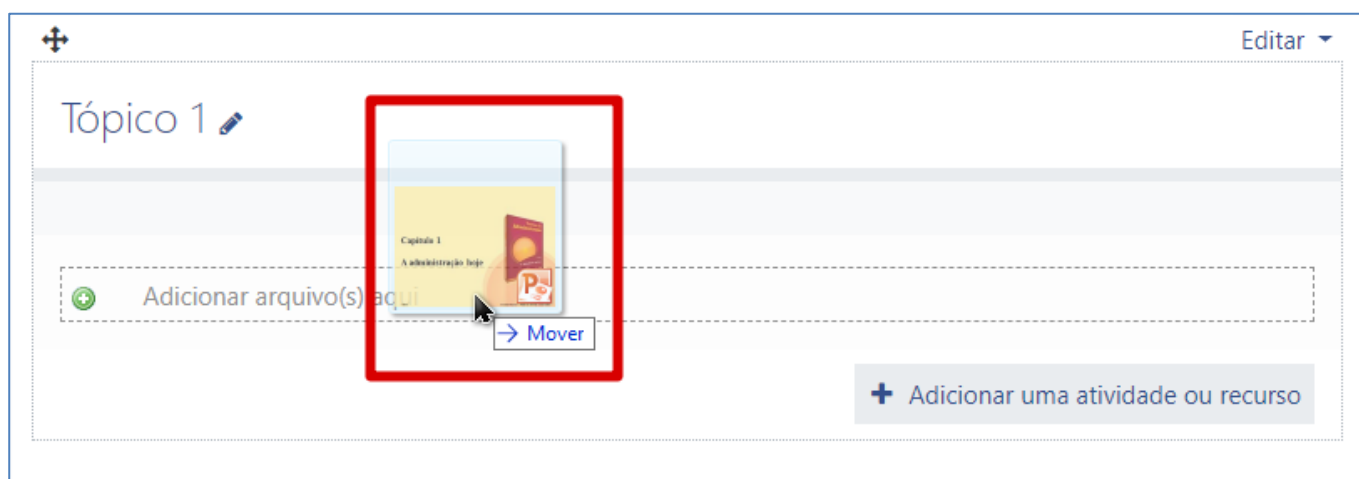 Editar
Tópico 1
Capítulo 1
A administração hoje
Adicionar arquivo(s) aqui
→ Mover
+ Adicionar uma atividade ou recurso